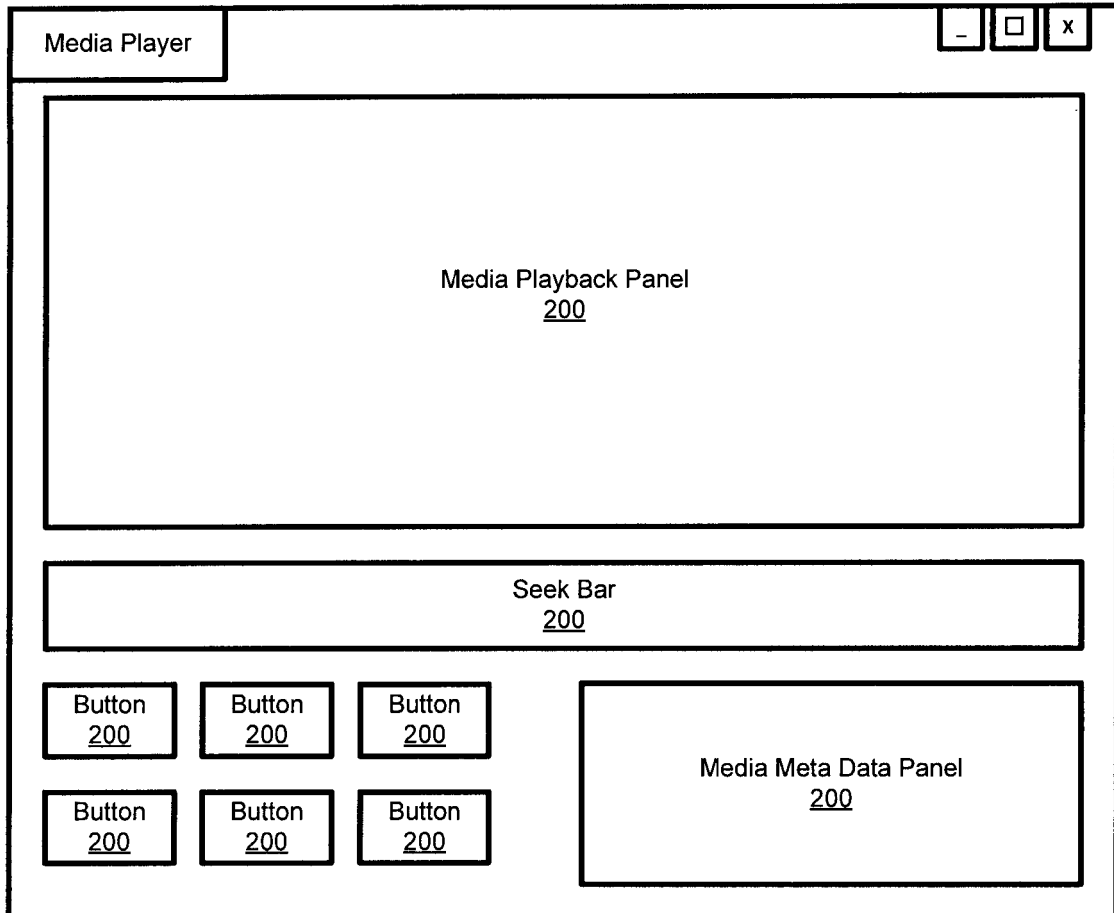 Media Player
_ □ X
Media Playback Panel
200
Seek Bar
200
Button Button Button
200 200 200
Button Button Button
200 200 200
Media Meta Data Panel
200